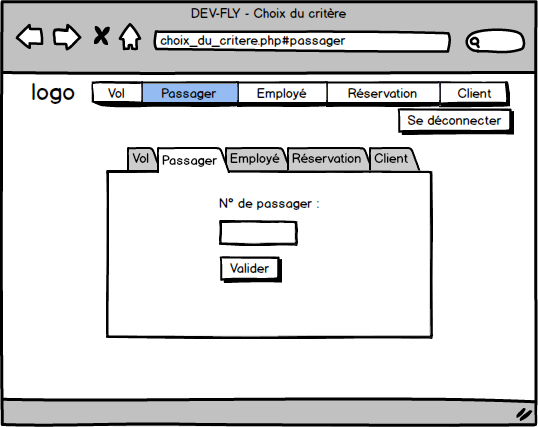 DEV-FLY - Choix du critère
choix_du_critere.php#passager
logo
Vol Passager Employé Réservation Client
Se déconnecter
Vol Passager Employé Réservation Client
N° de passager :
Valider